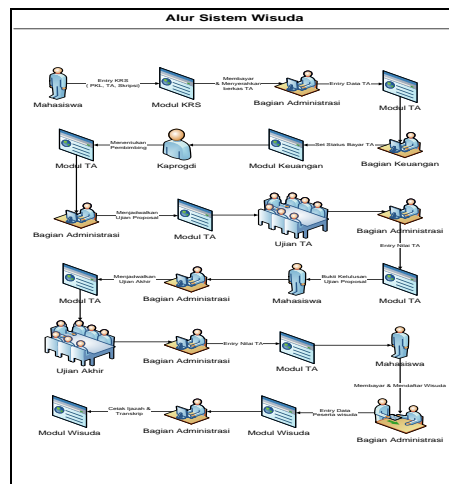 Alur Sistem Wisuda
Entry KRS
( PKL, TA, Skripsi)
Membayar
& Menyerahkan
berkas TA
Entry Data TA
Mahasiswa
Modul KRS
Bagian Administrasi
Modul TA
Menentukan
Pembimbing
Set Status Bayar TA
Modul TA
Kaprogdi
Modul Keuangan
Bagian Keuangan
Menjadwalkan
Ujian Proposal
Bagian Administrasi
Modul TA
Ujian TA
Bagian Administrasi
Entry Nilai TA
Menjadwalkan
Ujian Akhir
Bukti Kelulusan
Ujian Proposal
Modul TA
Bagian Administrasi
Mahasiswa
Modul TA
Entry Nilai TA
Ujian Akhir
Bagian Administrasi
Modul TA
Mahasiswa
Membayar & Mendaftar Wisuda
Cetak Ijazah &
Transkrip
Entry Data
Peserta wisuda
Modul Wisuda
Bagian Administrasi
Modul Wisuda
Bagian Administrasi